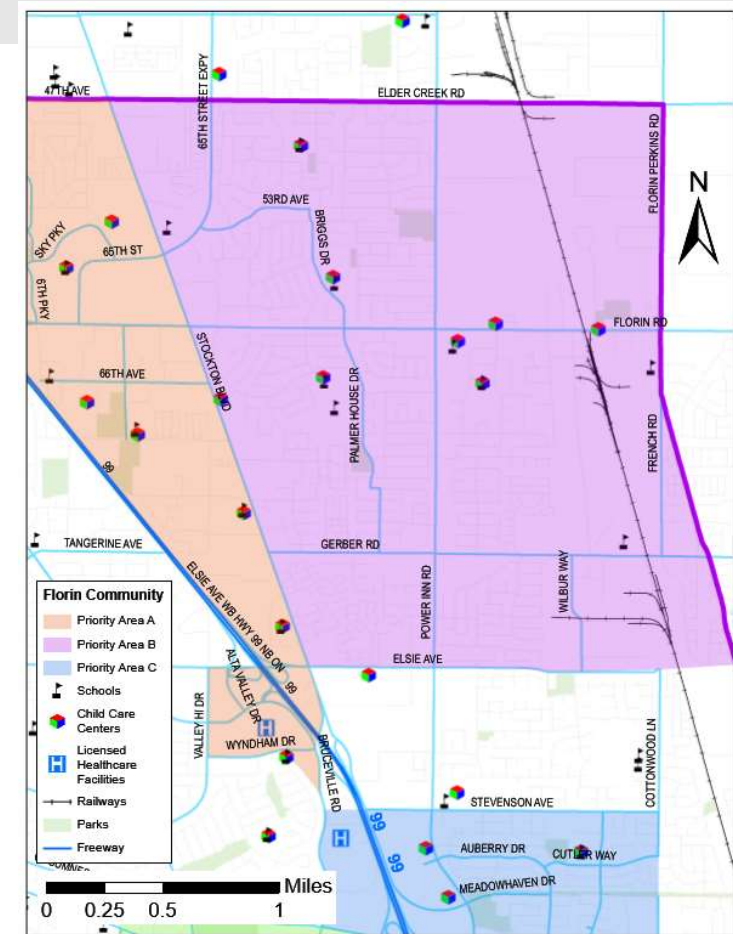 47TH AVE
ELDER CREEK RD
65TH STREET EXPY
FLORIN PERKINS RD
N
53RD AVE
BRIGGS DR
SKY PKY
65TH ST
6TH PKY
FLORIN RD
STOCKTON BLVD
66TH AVE
PALMER HOUSE DR
FRENCH RD
99
TANGERINE AVE
GERBER RD
ELSIE AVE WB HWY 99 NB ON
POWER INN RD
WILBUR WAY
ELSIE AVE
99
ALTA VALLEY DR
VALLEY HI DR
WYNDHAM DR
BRUCEVILLE RD
COTTONWOOD LN
STEVENSON AVE
99
99
AUBERRY DR
CUTLER WAY
MEADOWHAVEN DR
Florin Community
Priority Area A
Priority Area B
Priority Area C
Schools
Child Care
Centers
H
Licensed
Healthcare
Facilities
Railways
Parks
Freeway
H
H
Miles
0 0.25 0.5 1